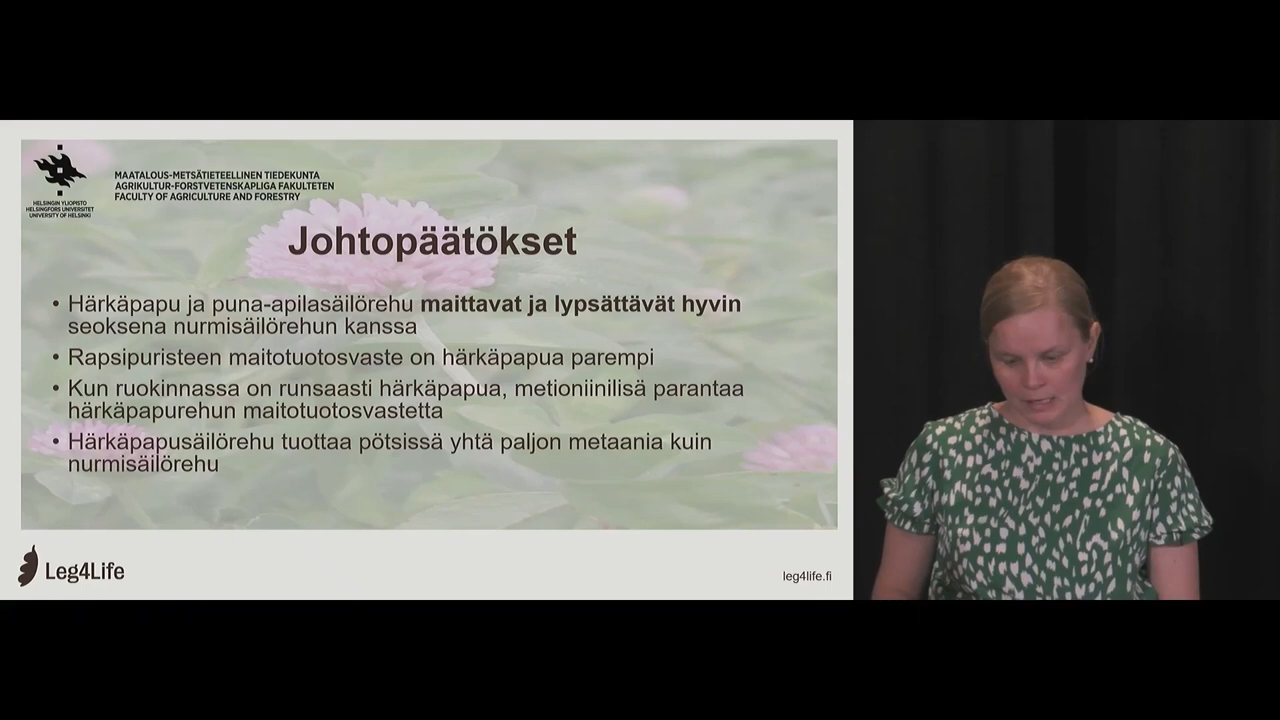 HELSINGIN YLIOPISTO
HELSINGFORS UNIVERSITET
UNIVERSITY OF HELSINKI
MAATALOUS-METSÄTIETEELLINEN TIEDEKUNTA
AGRIKULTUR-FORSTVETENSKAPLIGA FAKULTETEN
FACULTY OF AGRICULTURE AND FORESTRY
Johtopäätökset
• Härkäpapu ja puna-apilasäilörehu maittavat ja lypsättävät hyvin
seoksena nurmisäilörehun kanssa
• Rapsipuristeen maitotuotosvaste on härkäpapua parempi
• Kun ruokinnassa on runsaasti härkäpapua, metioniinilisä parantaa
härkäpapurehun maitotuotosvastetta
• Härkäpapusäilörehu tuottaa pötsissä yhtä paljon metaania kuin
nurmisäilörehu
Leg4Life
leg4life.fi